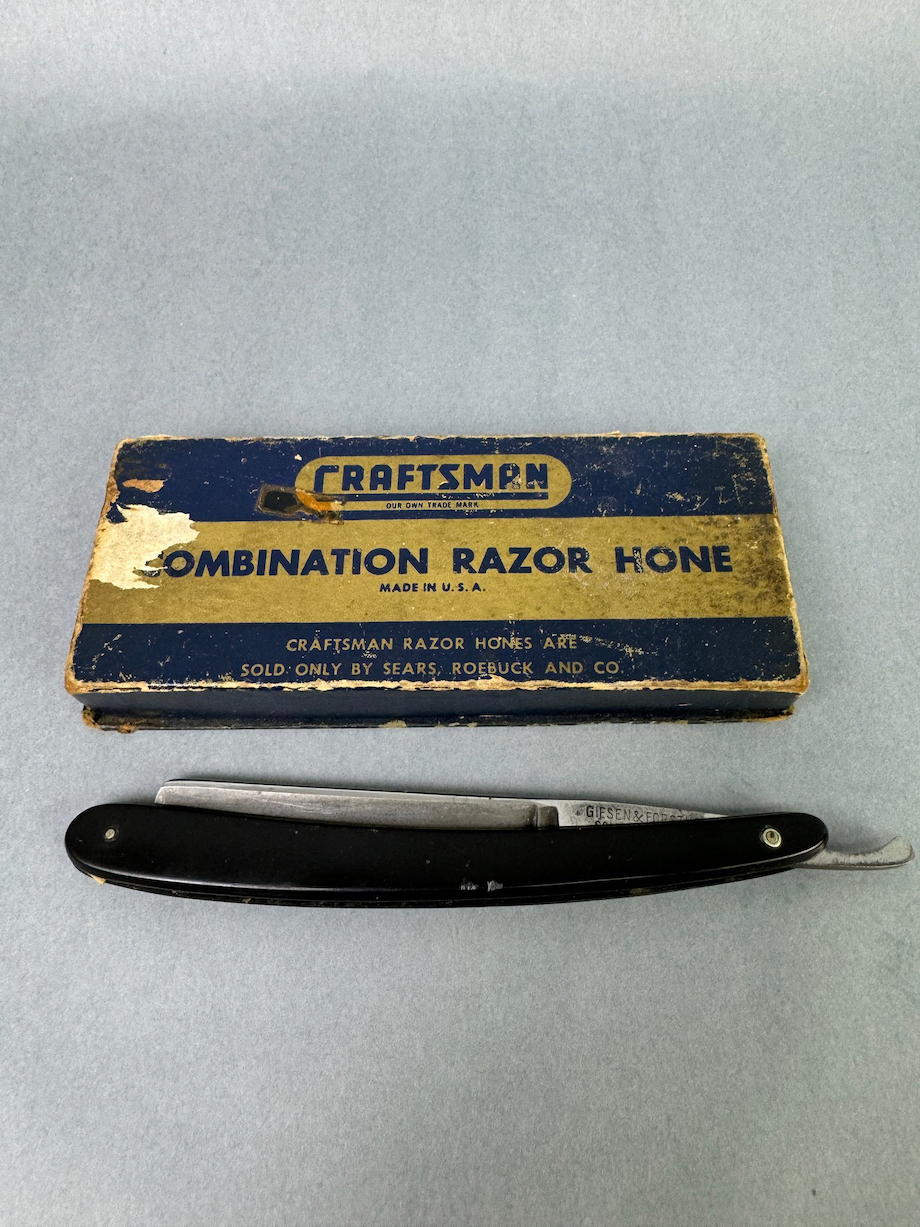 CRAFTSMAN
OUR OWN TRADE MARK
COMBINATION RAZOR HONE
MADE IN U. S. A.
CRAFTSMAN RAZOR HONES ARE
SOLD ONLY BY SEARS, ROEBUCK AND CO.
GIESEN & FORST